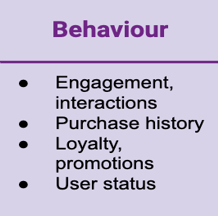 Behaviour
● Engagement,
interactions
● Purchase history
● Loyalty,
promotions
● User status